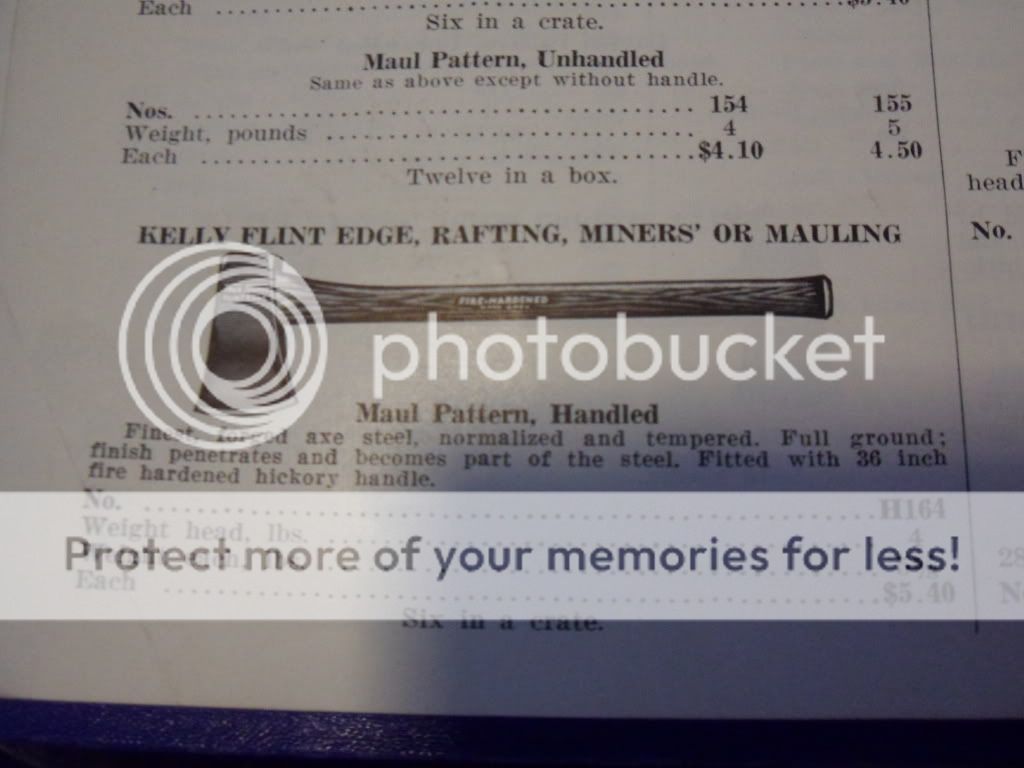 Each ........................................
Six in a crate.
Maul Pattern, Unhandled
Same as above except without handle.
Nos. ........................................ 154 155
Weight, pounds ............................. 4 5
Each ........................................ $4.10 4.50
Twelve in a box.
KELLY FLINT EDGE, RAFTING, MINERS' OR MAULING
FIRE-HARDENED
photobucket
Maul Pattern, Handled
Finest, forged axe steel, normalized and tempered. Full ground;
finish penetrates and becomes part of the steel. Fitted with 36 inch
fire hardened hickory handle.
No. ........................................ H164
Weight head, lbs. ........................... 4
Protect more of your memories for less!
Each ........................................ $5.40
Six in a crate.
head
No.
28